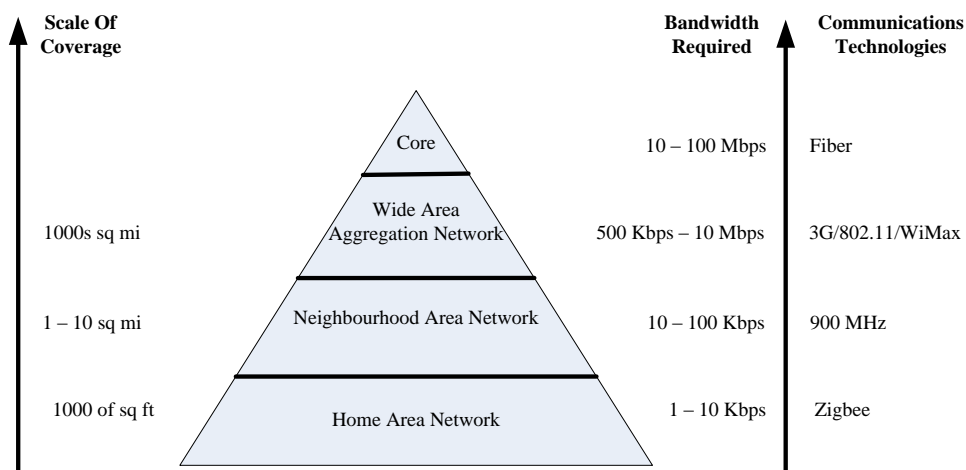 Scale Of
Coverage
Bandwidth
Required
Communications
Technologies
Core
10 – 100 Mbps
Fiber
1000s sq mi
Wide Area
Aggregation Network
500 Kbps – 10 Mbps
3G/802.11/WiMax
1 – 10 sq mi
Neighbourhood Area Network
10 – 100 Kbps
900 MHz
1000 of sq ft
Home Area Network
1 – 10 Kbps
Zigbee